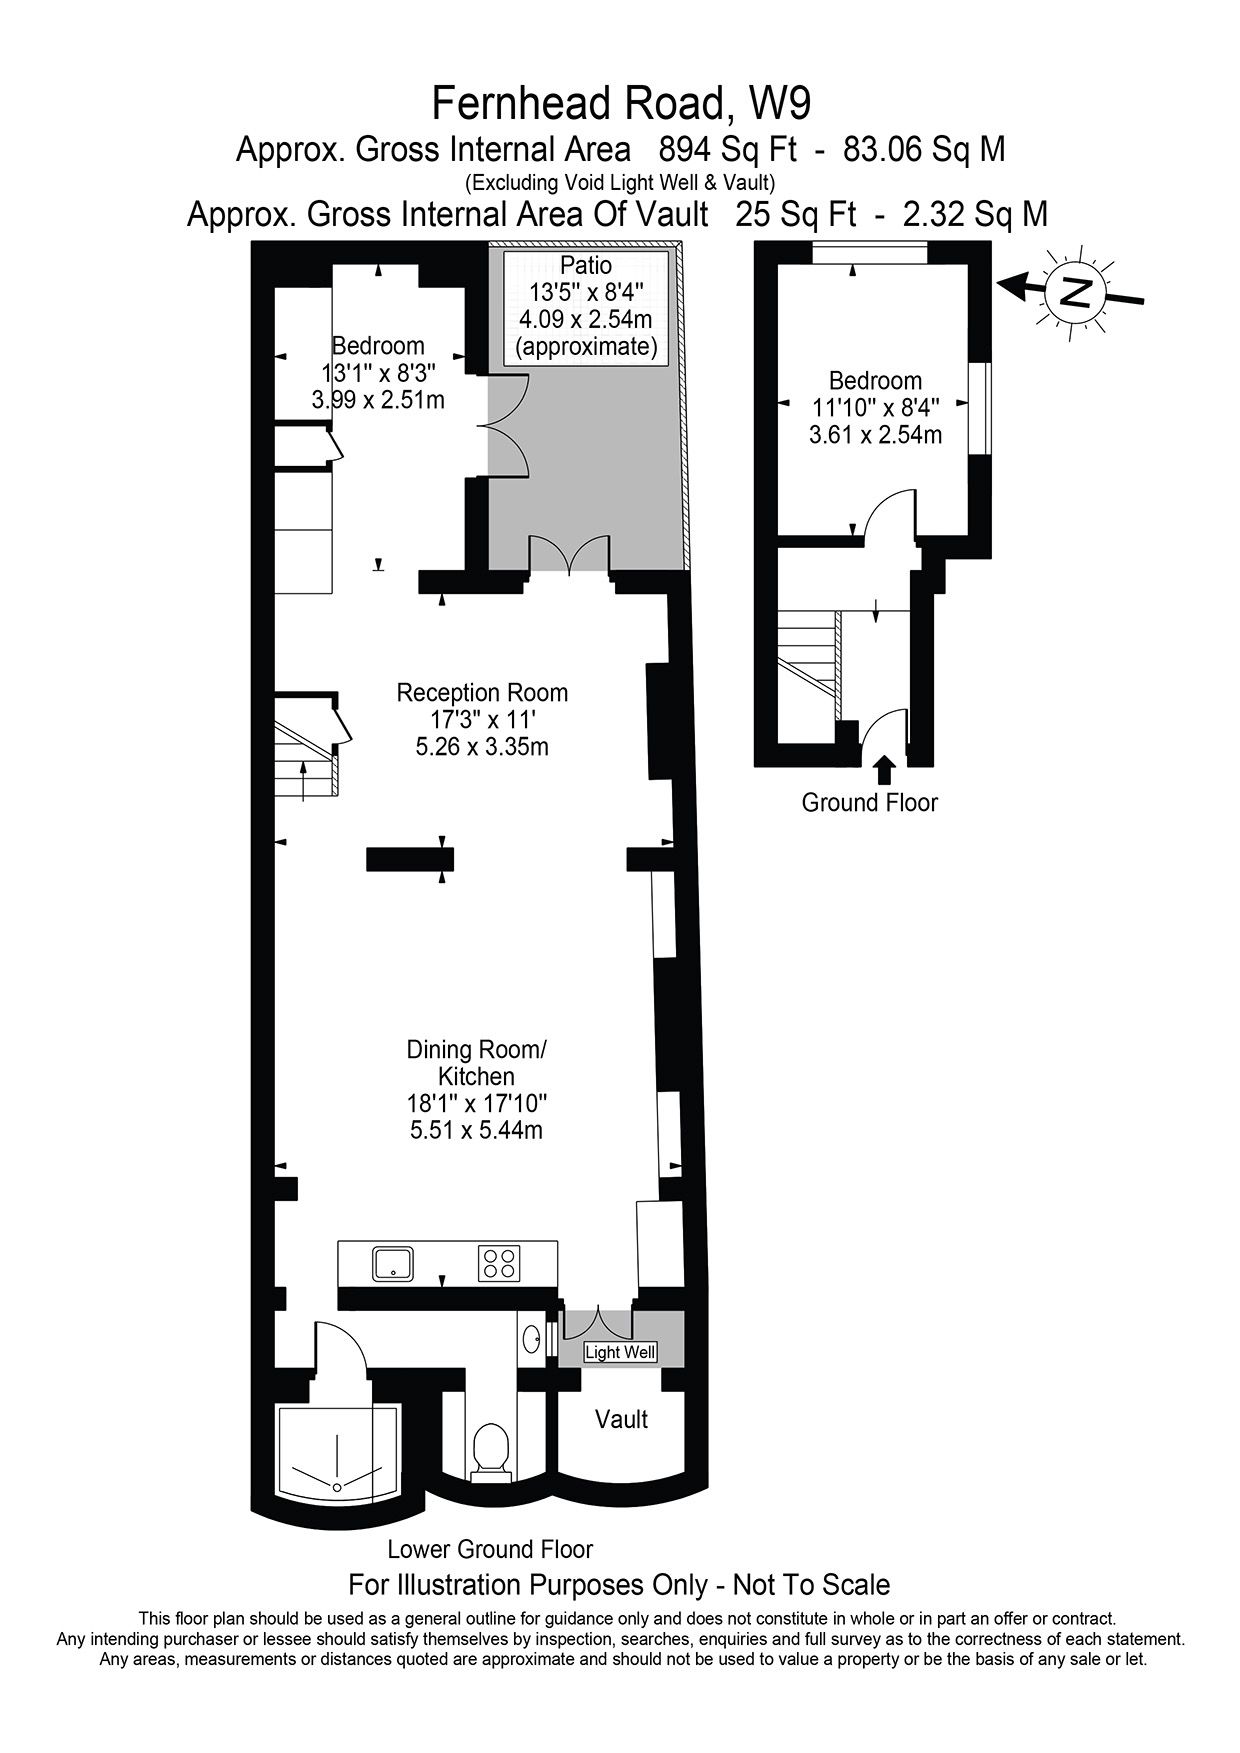 Fernhead Road, W9
Approx. Gross Internal Area 894 Sq Ft - 83.06 Sq M
(Excluding Void Light Well & Vault)
Approx. Gross Internal Area Of Vault 25 Sq Ft - 2.32 Sq M
Patio
13'5" x 8'4"
4.09 x 2.54m
(approximate)
Bedroom
13'1" x 8'3"
3.99 x 2.51m
N
Bedroom
11'10" x 8'4"
3.61 x 2.54m
Reception Room
17'3" x 11'
5.26 x 3.35m
Ground Floor
Dining Room/
Kitchen
18'1" x 17'10"
5.51 x 5.44m
Light Well
Vault
Lower Ground Floor
For Illustration Purposes Only - Not To Scale
This floor plan should be used as a general outline for guidance only and does not constitute in whole or in part an offer or contract.
Any intending purchaser or lessee should satisfy themselves by inspection, searches, enquiries and full survey as to the correctness of each statement.
Any areas, measurements or distances quoted are approximate and should not be used to value a property or be the basis of any sale or let.